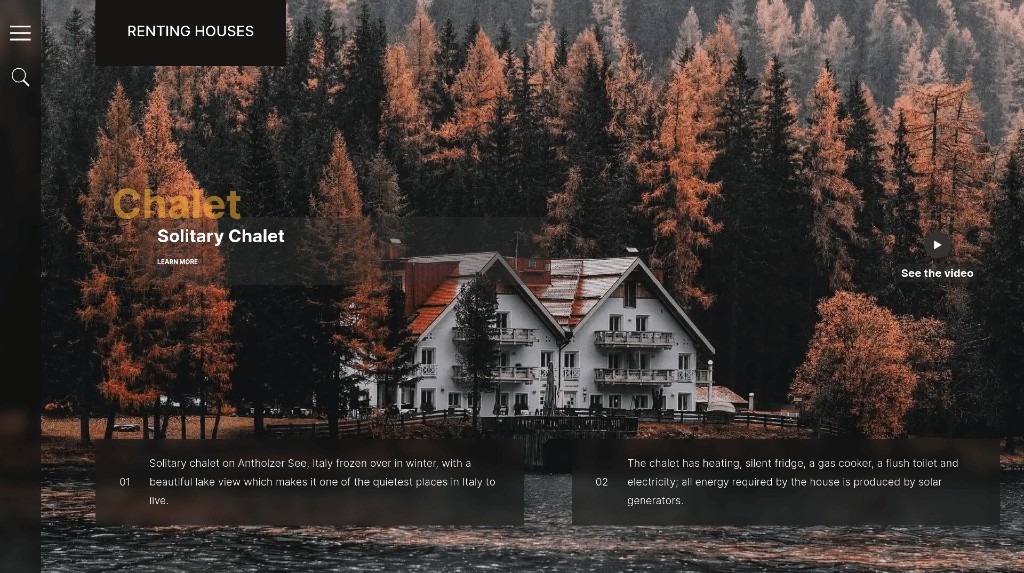 RENTING HOUSES
Chalet
Solitary Chalet
LEARN MORE
See the video
01
Solitary chalet on Antholzer See, Italy frozen over in winter, with a
beautiful lake view which makes it one of the quietest places in Italy to
live.
02
The chalet has heating, silent fridge, a gas cooker, a flush toilet and
electricity; all energy required by the house is produced by solar
generators.